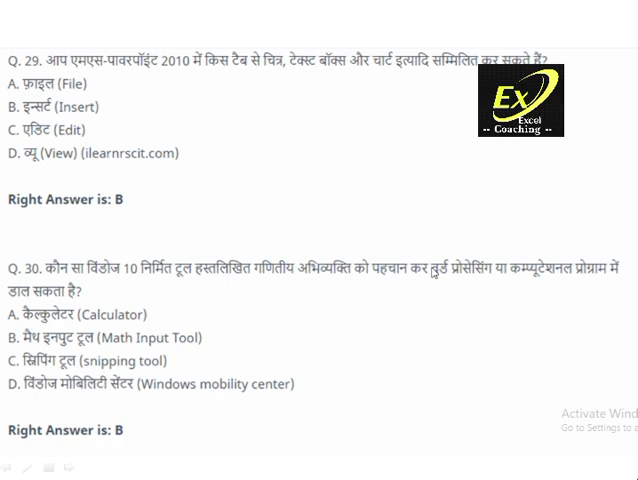 Q. 29. आप एमएस-पावरपॉइंट 2010 में किस टैब से चित्र, टेक्स्ट बॉक्स और चार्ट इत्यादि सम्मिलित कर सकते हैं?
A. फ़ाइल (File)
B. इन्सर्ट (Insert)
C. एडिट (Edit)
D. व्यू (View) (ilearnrscit.com)
Ex
Excel
-- Coaching --
Right Answer is: B
Q. 30. कौन सा विंडोज 10 निर्मित टूल हस्तलिखित गणितीय अभिव्यक्ति को पहचान कर वर्ड प्रोसेसिंग या कम्प्यूटेशनल प्रोग्राम में
डाल सकता है?
A. कैल्कुलेटर (Calculator)
B. मैथ इनपुट टूल (Math Input Tool)
C. स्निपिंग टूल (snipping tool)
D. विंडोज मोबिलिटी सेंटर (Windows mobility center)
Right Answer is: B
Activate Wind
Go to Settings to a